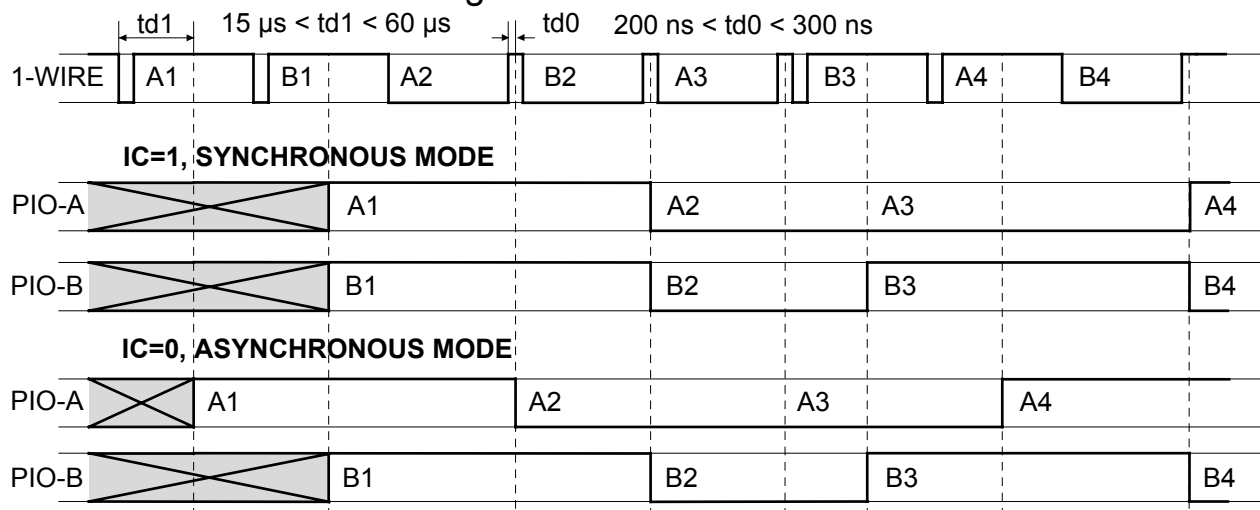 td1 15 µs < td1 < 60 µs td0 200 ns < td0 < 300 ns
1-WIRE A1 B1 A2 B2 A3 B3 A4 B4
IC=1, SYNCHRONOUS MODE
PIO-A A1 A2 A3 A4
PIO-B B1 B2 B3 B4
IC=0, ASYNCHRONOUS MODE
PIO-A A1 A2 A3 A4
PIO-B B1 B2 B3 B4